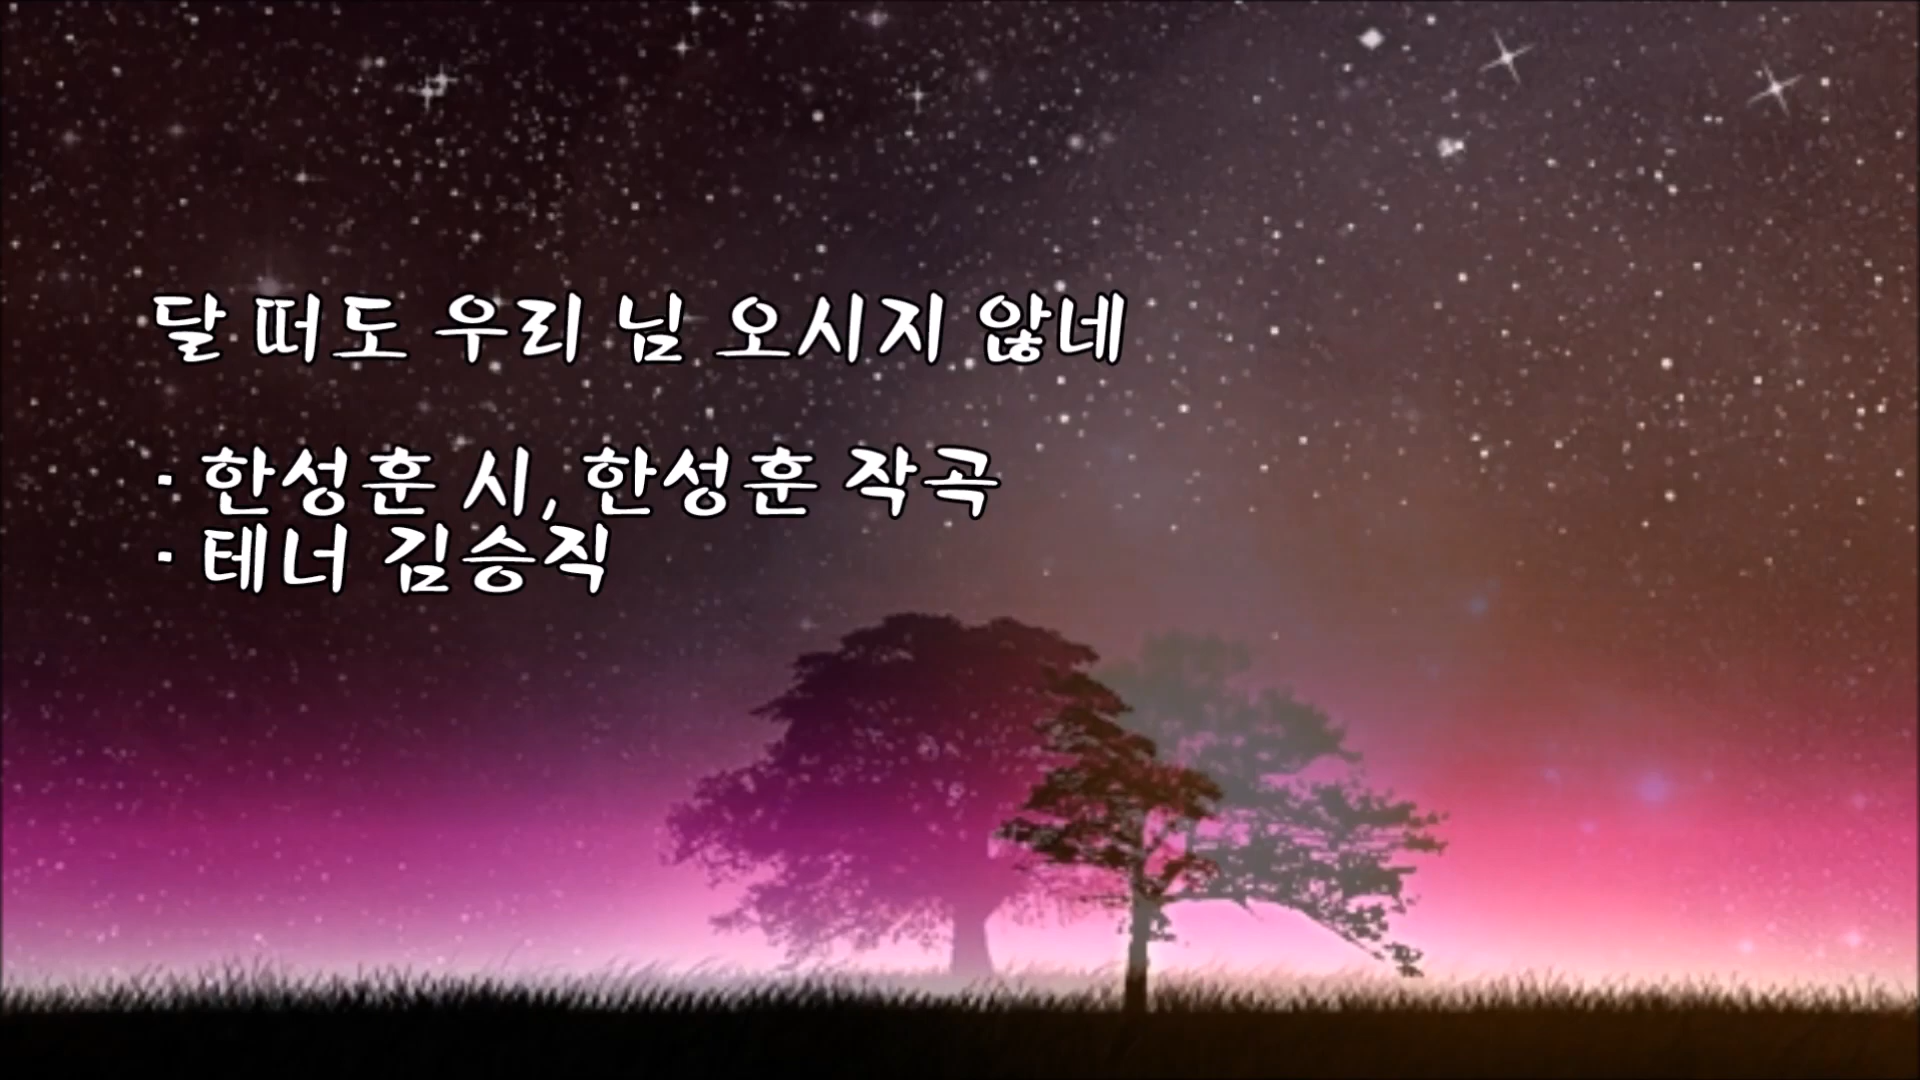 달 떠도 우리 님 오시지 않네
· 한성훈 시, 한성훈 작곡
· 테너 김승직